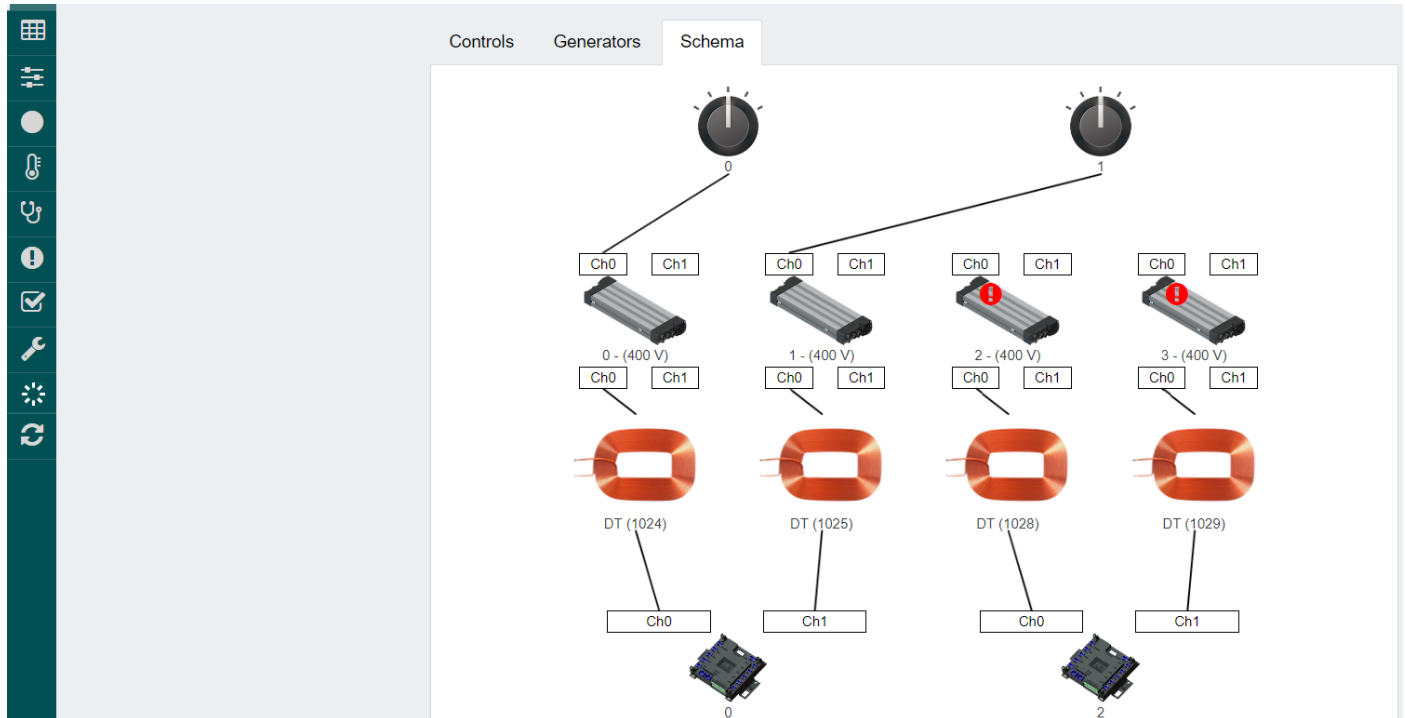 Controls Generators Schema
0 1
Ch0 Ch1 Ch0 Ch1 Ch0 Ch1 Ch0 Ch1
0 - (400 V) 1 - (400 V) 2 - (400 V) 3 - (400 V)
Ch0 Ch1 Ch0 Ch1 Ch0 Ch1 Ch0 Ch1
DT (1024) DT (1025) DT (1028) DT (1029)
Ch0 Ch1 Ch0 Ch1
0 2